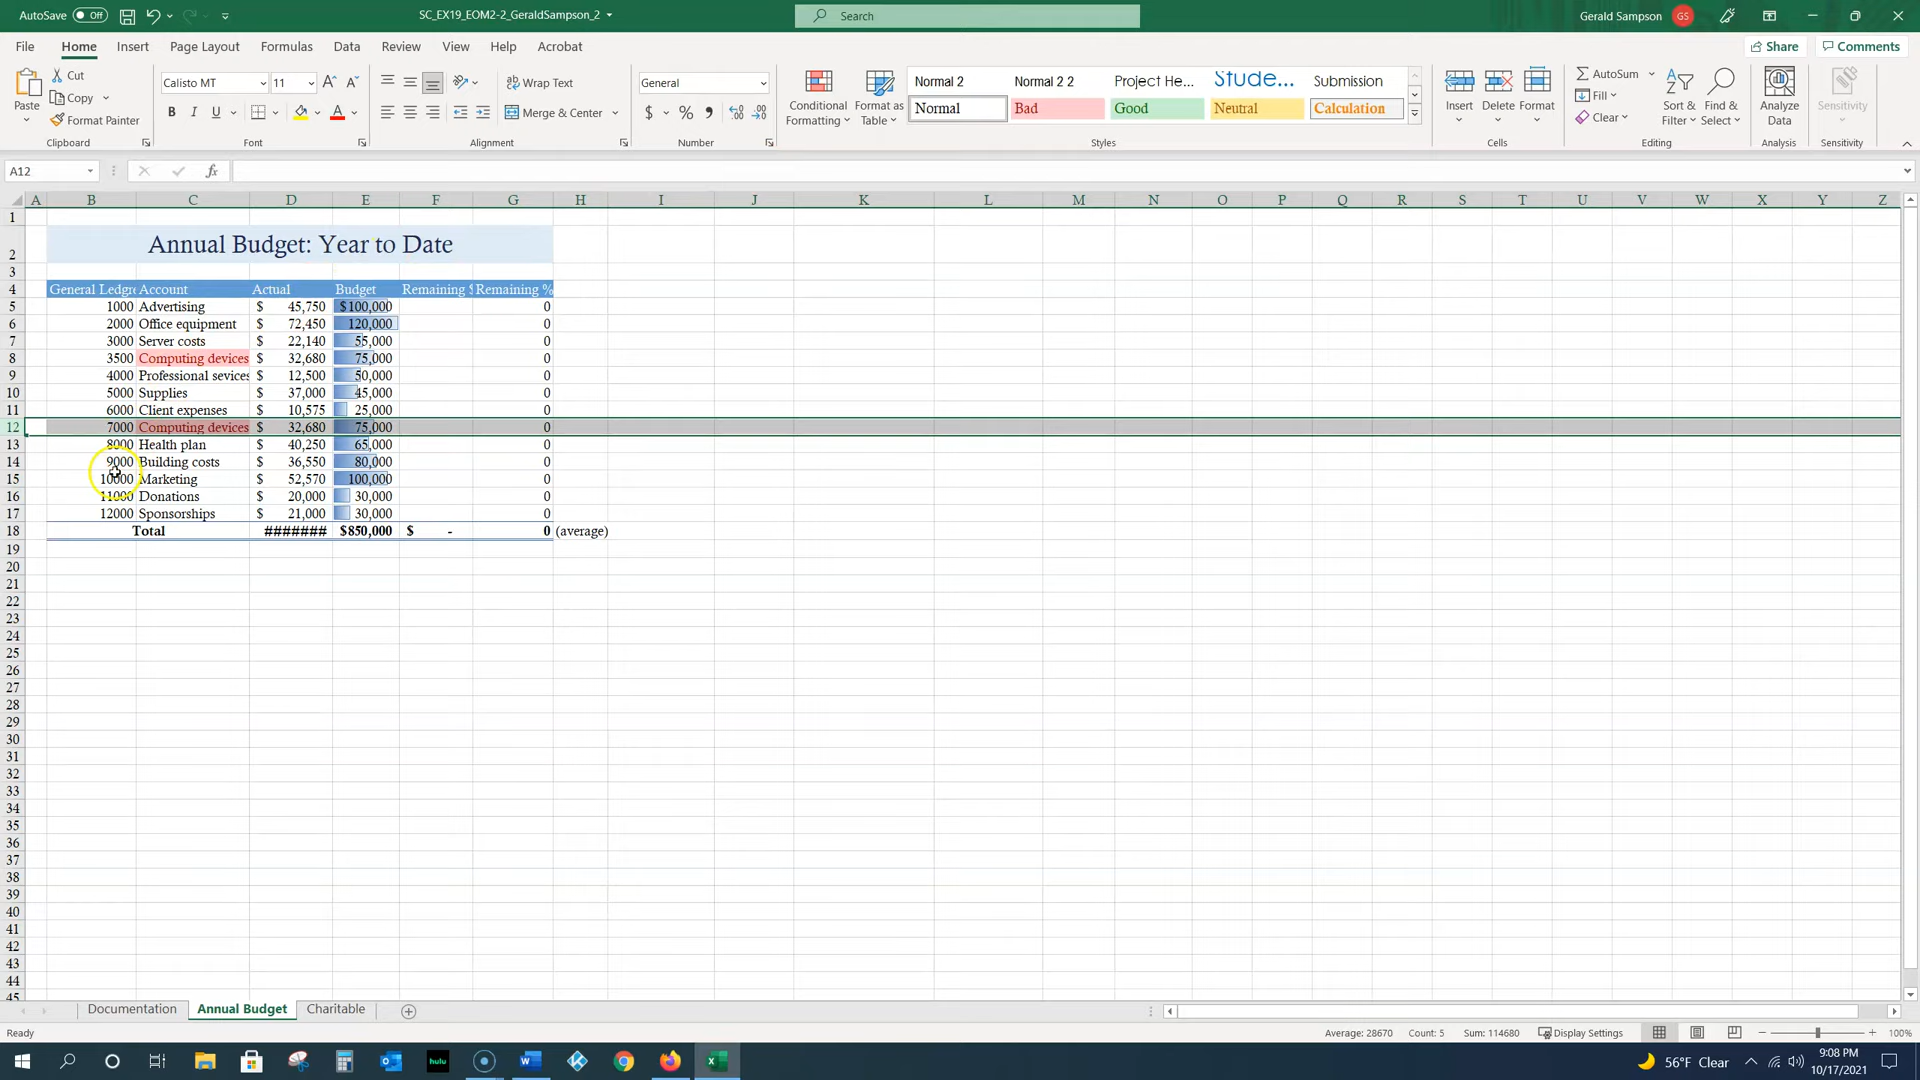 AutoSave Off SC_EX19_EOM2-2_GeraldSampson_2 Search Gerald Sampson GS
File Home Insert Page Layout Formulas Data Review View Help Acrobat Share Comments
Paste Cut Copy Format Painter Clipboard
Calisto MT 11 B I U A Font
Wrap Text Merge & Center Alignment
General $ % Number
Conditional Formatting Format as Table
Normal 2 Normal 2 2 Project He... Stude... Submission
Normal Bad Good Neutral Calculation
Styles
Insert Delete Format Cells
AutoSum Fill Clear Sort & Filter Find & Select Editing
Analyze Data Analysis
Sensitivity Sensitivity
A12 fx
A B C D E F G H I J K L M N P Q O R S T U V W X Y Z
1
2 Annual Budget: Year to Date
3
4 General Ledge Account Actual Budget Remaining $ Remaining %
5 1000 Advertising $ 45,750 $100,000 0
6 2000 Office equipment $ 72,450 120,000 0
7 3000 Server costs $ 22,140 55,000 0
8 3500 Computing devices $ 32,680 75,000 0
9 4000 Professional sevices $ 12,500 50,000 0
10 5000 Supplies $ 37,000 45,000 0
11 6000 Client expenses $ 10,575 25,000 0
12 7000 Computing devices $ 32,680 75,000 0
13 8000 Health plan $ 40,250 65,000 0
14 9000 Building costs $ 36,550 80,000 0
15 10000 Marketing $ 52,570 100,000 0
16 11000 Donations $ 20,000 30,000 0
17 12000 Sponsorships $ 21,000 30,000 0
18 Total ####### $850,000 $ - 0 (average)
19
20
21
22
23
24
25
26
27
28
29
30
31
32
33
34
35
36
37
38
39
40
41
42
43
44
45
Documentation Annual Budget Charitable
Ready Average: 28670 Count: 5 Sum: 114680 Display Settings 100%
hulu 56°F Clear 9:08 PM
10/17/2021